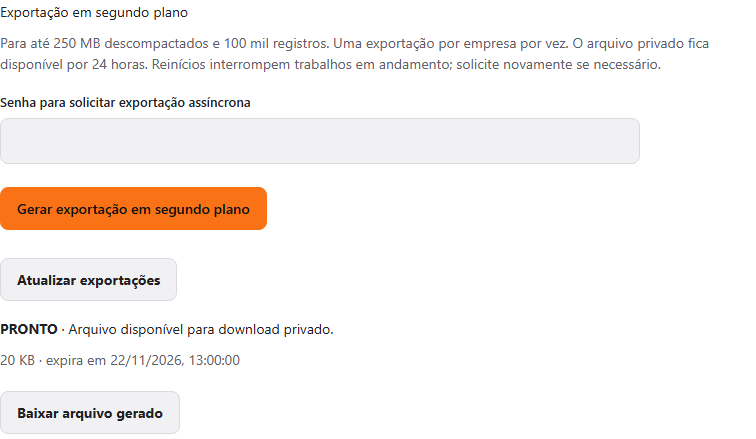 Exportação em segundo plano
Para até 250 MB descompactados e 100 mil registros. Uma exportação por empresa por vez. O arquivo privado fica
disponível por 24 horas. Reinícios interrompem trabalhos em andamento; solicite novamente se necessário.
Senha para solicitar exportação assíncrona
Gerar exportação em segundo plano
Atualizar exportações
PRONTO · Arquivo disponível para download privado.
20 KB · expira em 22/11/2026, 13:00:00
Baixar arquivo gerado